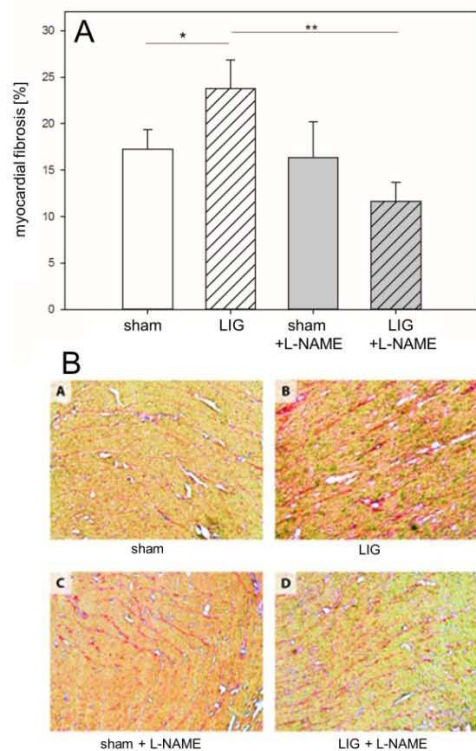 A
* **
myocardial fibrosis [%]
30
25
20
15
10
5
0
sham LIG sham +L-NAME LIG +L-NAME
B
A B
sham LIG
C D
sham + L-NAME LIG + L-NAME